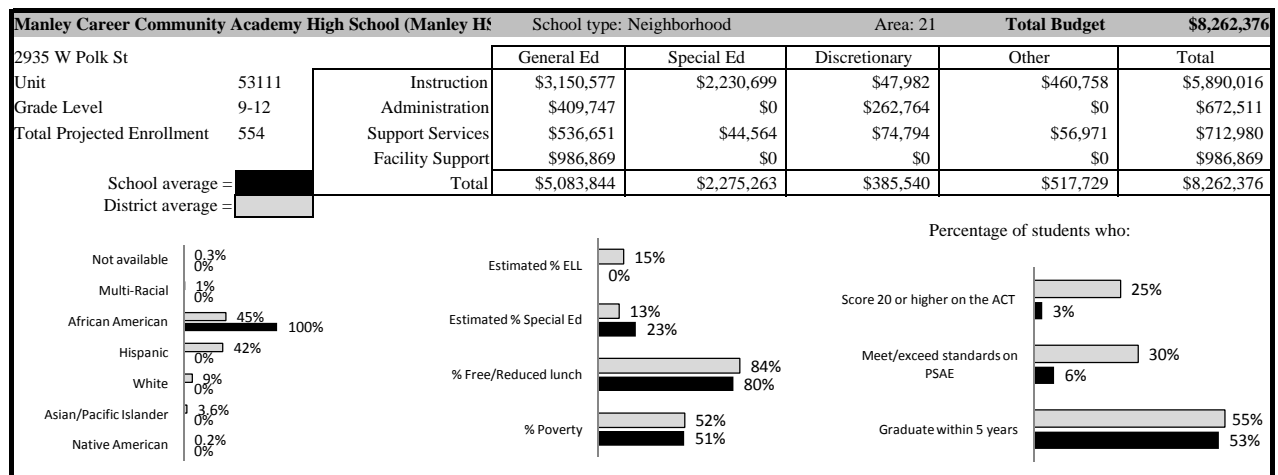 Manley Career Community Academy High School (Manley HS School type: Neighborhood Area: 21 Total Budget $8,262,376
2935 W Polk St General Ed Special Ed Discretionary Other Total
Unit 53111 Instruction $3,150,577 $2,230,699 $47,982 $460,758 $5,890,016
Grade Level 9-12 Administration $409,747 $0 $262,764 $0 $672,511
Total Projected Enrollment 554 Support Services $536,651 $44,564 $74,794 $56,971 $712,980
Facility Support $986,869 $0 $0 $0 $986,869
School average = Total $5,083,844 $2,275,263 $385,540 $517,729 $8,262,376
District average =
Not available 0.3%
0%
Multi-Racial 1%
0%
African American 45%
100%
Hispanic 42%
0%
White 9%
0%
Asian/Pacific Islander 3.6%
0%
Native American 0.2%
0%
Estimated % ELL 15%
0%
Estimated % Special Ed 13%
23%
% Free/Reduced lunch 84%
80%
% Poverty 52%
51%
Percentage of students who:
Score 20 or higher on the ACT 25%
3%
Meet/exceed standards on 30%
PSAE 6%
Graduate within 5 years 55%
53%